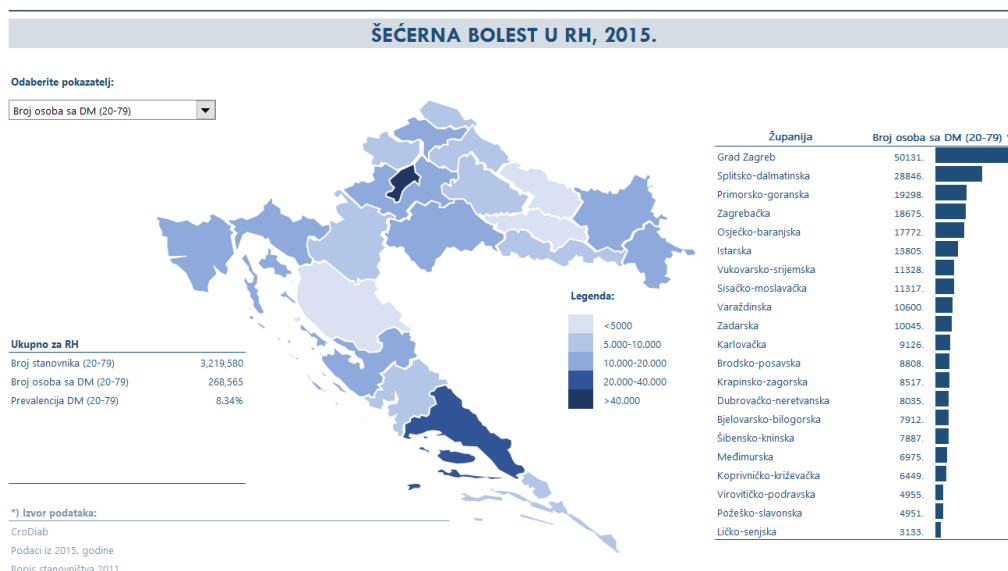 ŠEĆERNA BOLEST U RH, 2015.
Odaberite pokazatelj:
Broj osoba sa DM (20-79)
Županija Broj osoba sa DM (20-79)
Grad Zagreb 50131.
Splitsko-dalmatinska 28846.
Primorsko-goranska 19298.
Zagrebačka 18675.
Osječko-baranjska 17772.
Istarska 13805.
Vukovarsko-srijemska 11328.
Sisačko-moslavačka 11317.
Varaždinska 10600.
Zadarska 10045.
Karlovačka 9126.
Brodsko-posavska 8808.
Krapinsko-zagorska 8517.
Dubrovačko-neretvanska 8035.
Bjelovarsko-bilogorska 7912.
Šibensko-kninska 7887.
Međimurska 6975.
Koprivničko-križevačka 6449.
Virovitičko-podravska 4955.
Požeško-slavonska 4951.
Ličko-senjska 3133.
Legenda:
<5000
5.000-10.000
10.000-20.000
20.000-40.000
>40.000
Ukupno za RH
Broj stanovnika (20-79) 3,219,580
Broj osoba sa DM (20-79) 268,565
Prevalencija DM (20-79) 8.34%
*) Izvor podataka:
CroDiab
Podaci iz 2015. godine
Popis stanovništva 2011